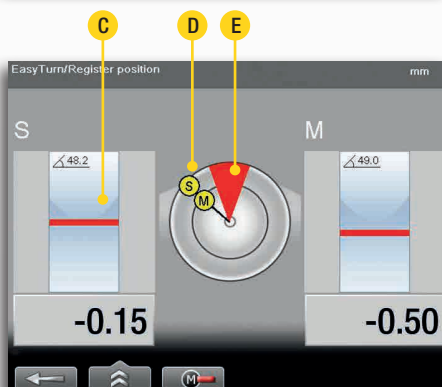 C D E
EasyTurn/Register position mm
S M
48.2 49.0
S
M
-0.15 -0.50
M